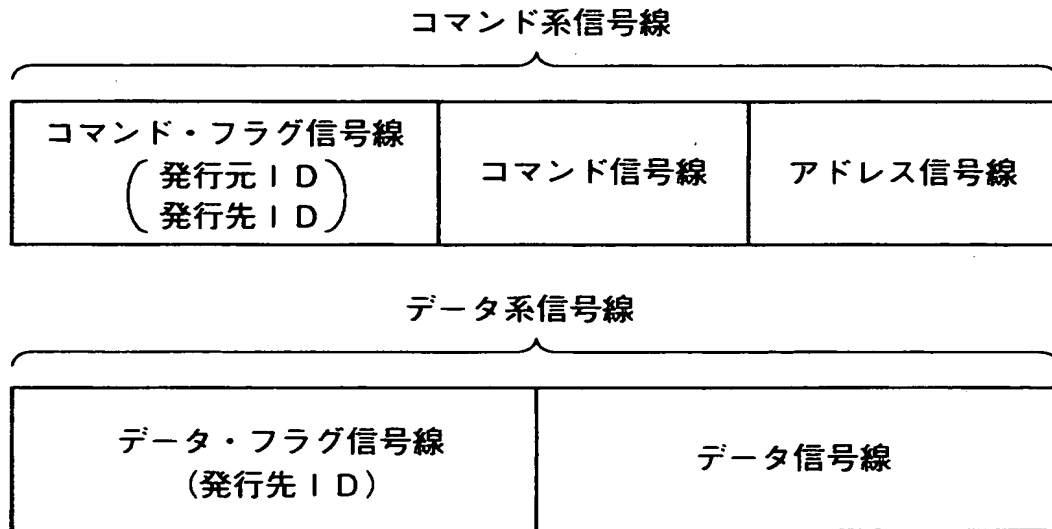 コマンド系信号線
コマンド・フラグ信号線
(発行元ID
発行先ID)
コマンド信号線
アドレス信号線
データ系信号線
データ・フラグ信号線
(発行先ID)
データ信号線